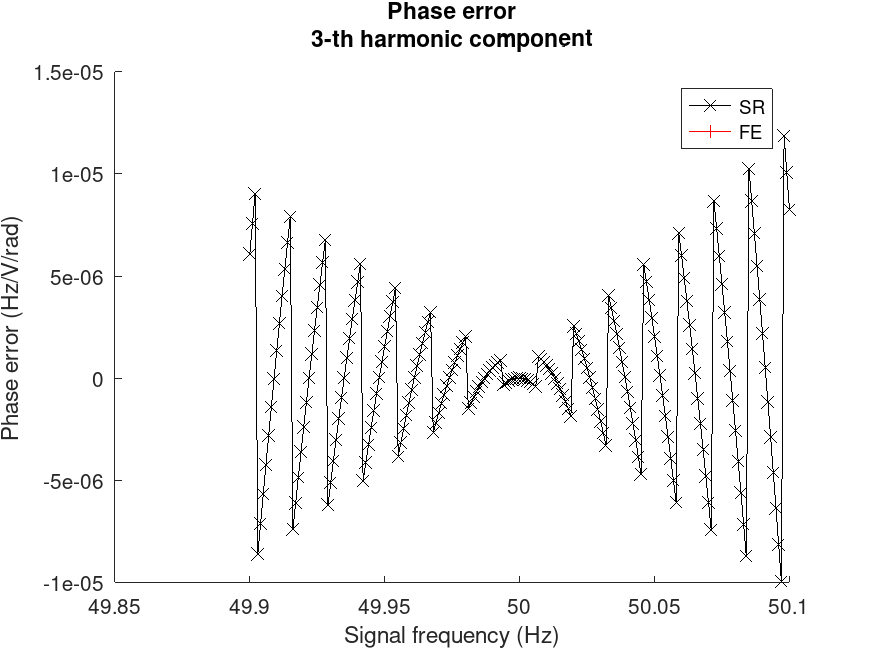 Phase error
3-th harmonic component
1.5e-05
1e-05
5e-06
0
-5e-06
-1e-05
Phase error (Hz/V/rad)
49.85
49.9
49.95
50
50.05
50.1
Signal frequency (Hz)
SR
FE